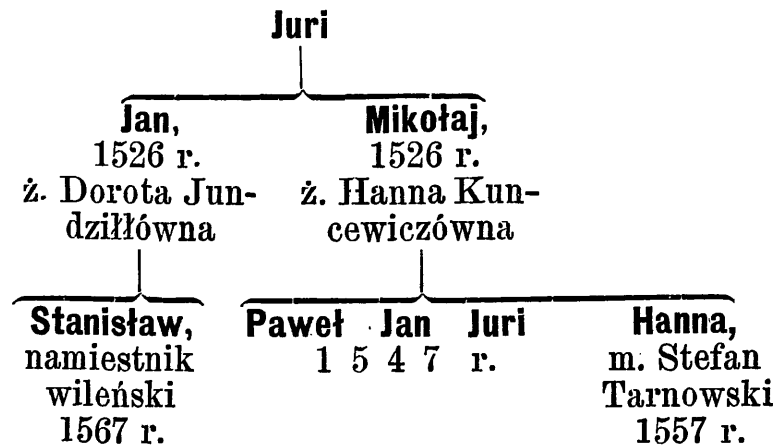 Juri
Jan, Mikołaj,
1526 r. 1526 r.
ż. Dorota Jun- ż. Hanna Kun-
dziłłówna cewiczówna
Stanisław, Paweł Jan Juri Hanna,
namiestnik 1 5 4 7 r. m. Stefan
wileński Tarnowski
1567 r. 1557 r.